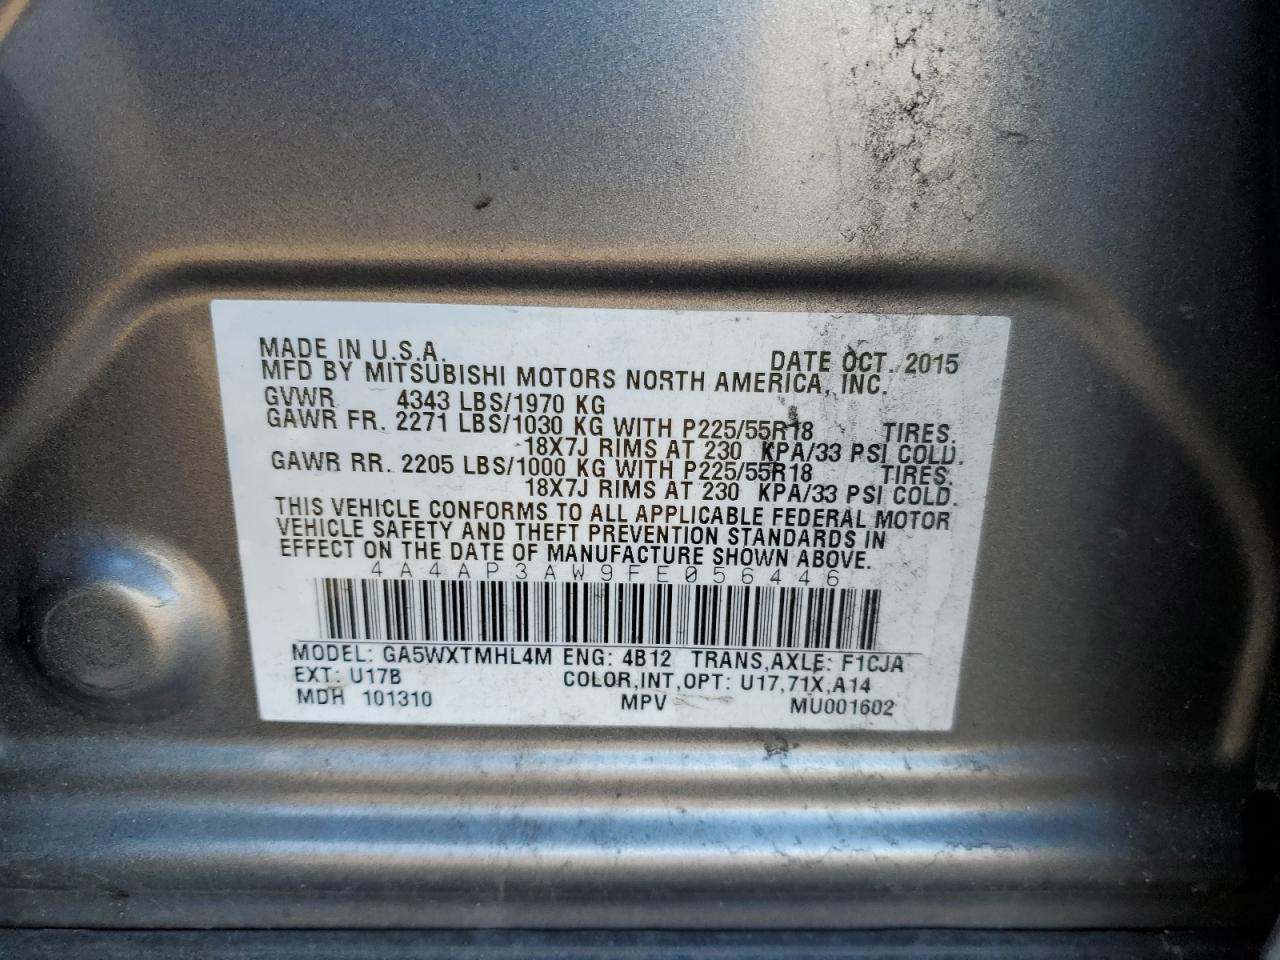 MADE IN U.S.A. DATE OCT. 2015
MFD BY MITSUBISHI MOTORS NORTH AMERICA, INC.
GVWR 4343 LBS/1970 KG
GAWR FR. 2271 LBS/1030 KG WITH P225/55R18 TIRES.
18X7J RIMS AT 230 KPA/33 PSI COLD.
GAWR RR. 2205 LBS/1000 KG WITH P225/55R18 TIRES.
18X7J RIMS AT 230 KPA/33 PSI COLD.
THIS VEHICLE CONFORMS TO ALL APPLICABLE FEDERAL MOTOR
VEHICLE SAFETY AND THEFT PREVENTION STANDARDS IN
EFFECT ON THE DATE OF MANUFACTURE SHOWN ABOVE.
4A4AP3AW9FE056446
MODEL: GA5WXTMHL4M ENG: 4B12 TRANS,AXLE: F1CJA
EXT: U17B COLOR,INT,OPT: U17,71X,A14
MDH 101310 MPV MU001602